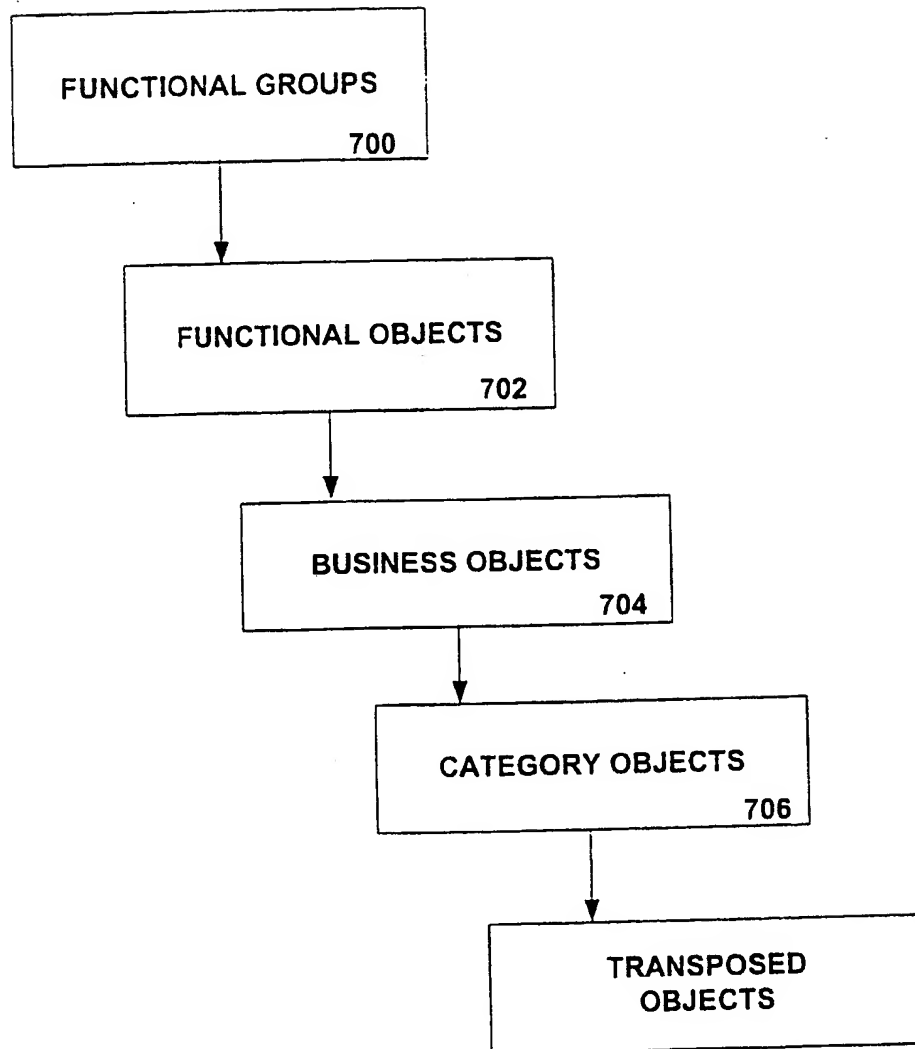 FUNCTIONAL GROUPS
700
FUNCTIONAL OBJECTS
702
BUSINESS OBJECTS
704
CATEGORY OBJECTS
706
TRANSPOSED
OBJECTS